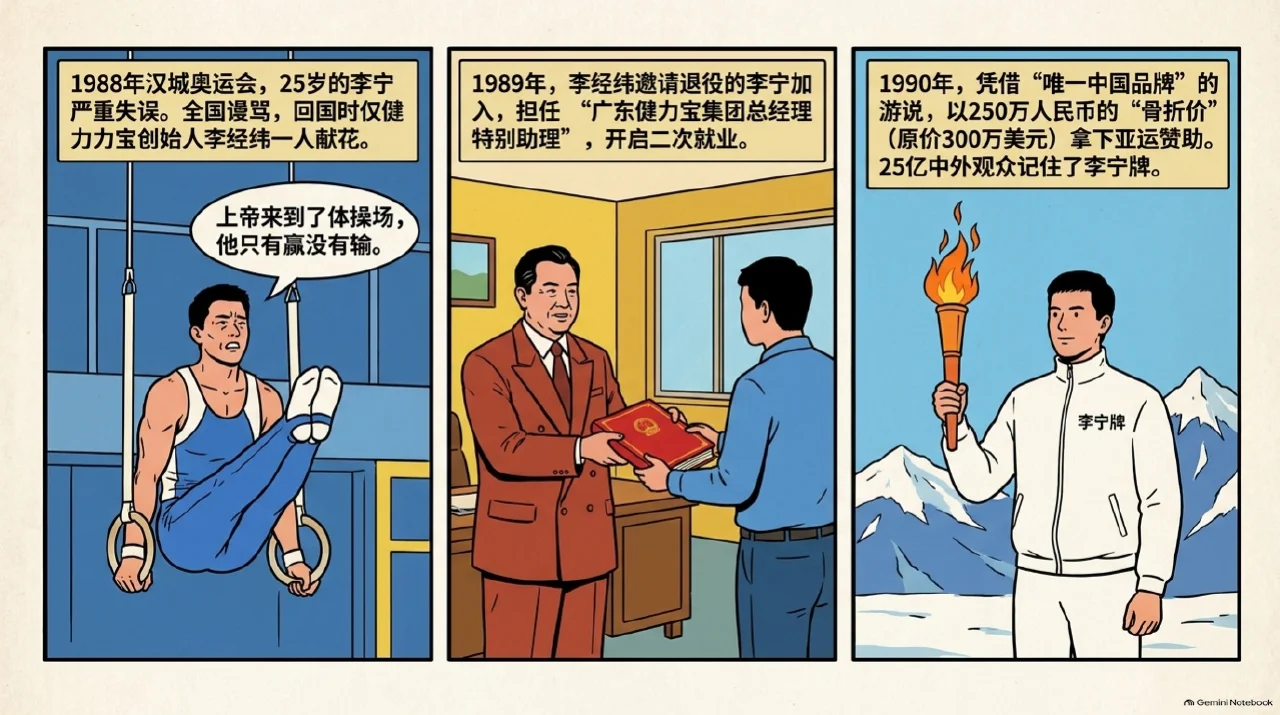 1988年汉城奥运会，25岁的李宁
严重失误。全国谩骂，回国时仅健
力力宝创始人李经纬一人献花。
上帝来到了体操场，
他只有赢没有输。
1989年，李经纬邀请退役的李宁加
入，担任 “广东健力宝集团总经理
特别助理” ，开启二次就业。
1990年，凭借“唯一中国品牌”的
游说，以250万人民币的“骨折价”
（原价300万美元）拿下亚运赞助。
25亿中外观众记住了李宁牌。
李宁牌
Gemini Notebook